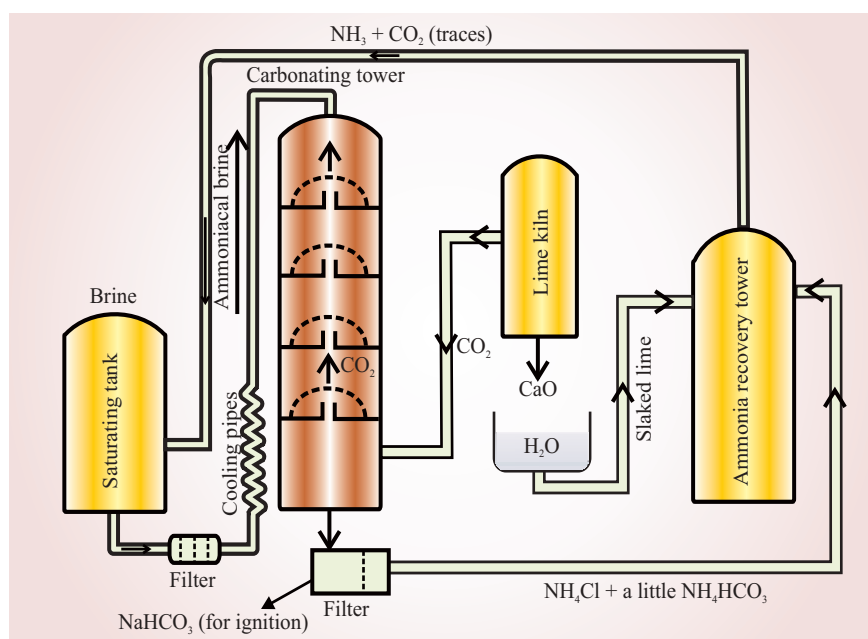 NH₃ + CO₂ (traces)
Carbonating tower
Ammoniacal brine
Brine
Saturating tank
Cooling pipes
Filter
CO₂
Lime kiln
CO₂
CaO
H₂O
Slaked lime
Ammonia recovery tower
NH₄Cl + a little NH₄HCO₃
Filter
NaHCO₃ (for ignition)